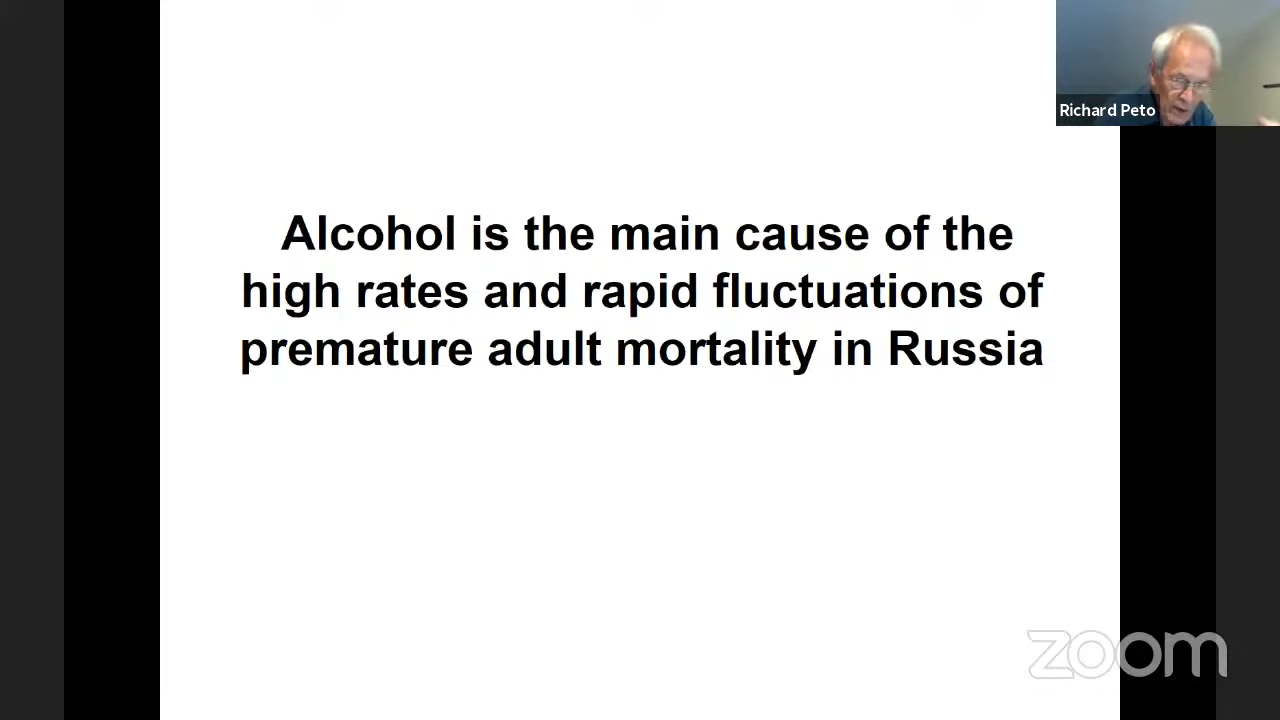 Richard Peto
Alcohol is the main cause of the
high rates and rapid fluctuations of
premature adult mortality in Russia
zoom